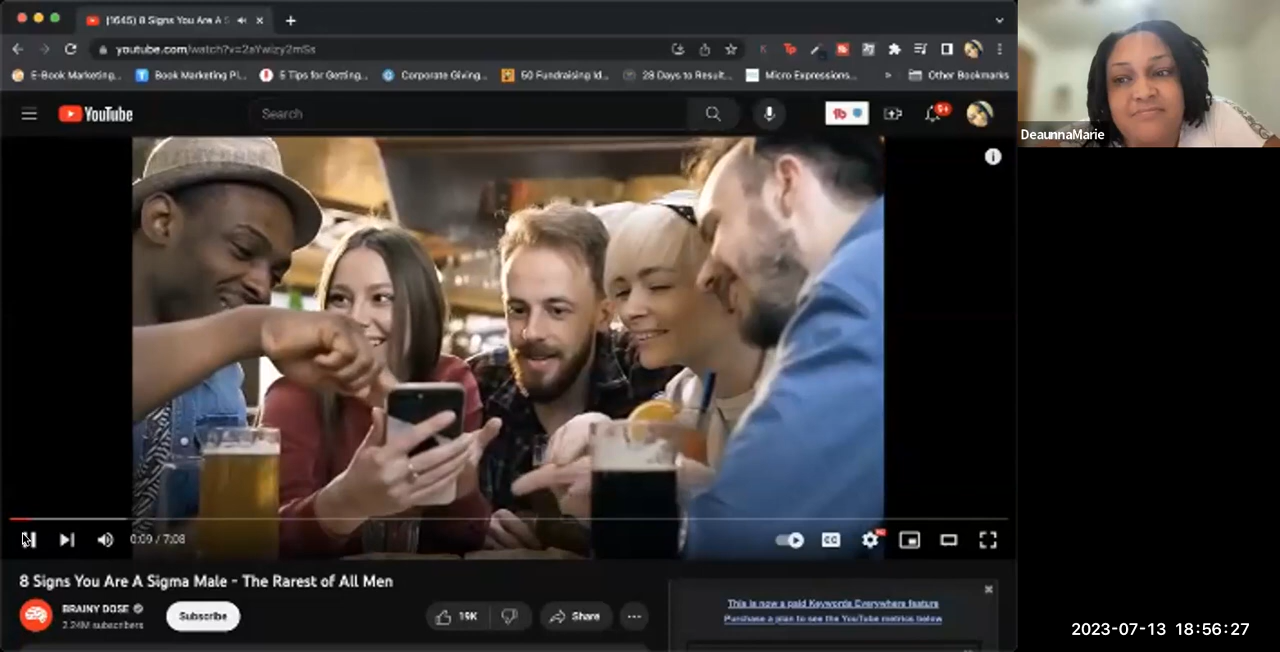 (1645) 8 Signs You Are A S
youtube.com/watch?v=
E-Book Marketing...
Book Marketing Pl...
5 Tips for Getting...
Corporate Giving...
50 Fundraising Id...
28 Days to Result...
Micro Expressions...
»
Other Bookmarks
YouTube
Search
9+
DeaunnaMarie
0:09 / 7:08
CC
8 Signs You Are A Sigma Male - The Rarest of All Men
BRAINY DOSE
2.24M subscribers
Subscribe
19K
Share
This is now a paid Keywords Everywhere feature
Purchase a plan to see the YouTube metrics below
2023-07-13 18:56:27